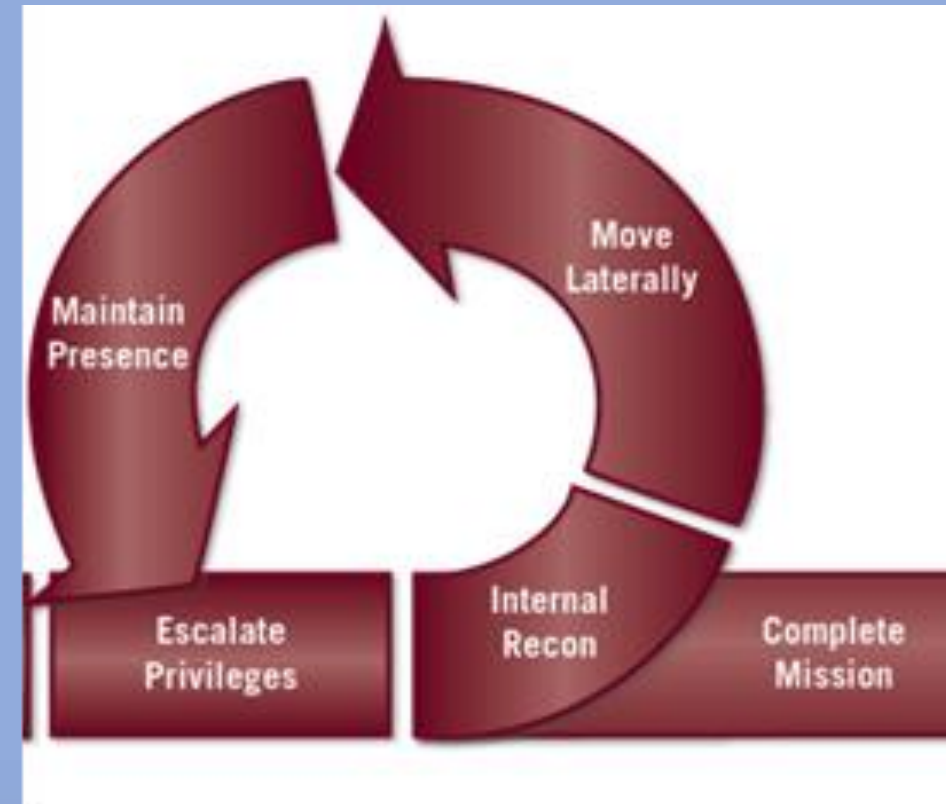 Move
Laterally
Maintain
Presence
Internal
Recon
Escalate
Privileges
Complete
Mission